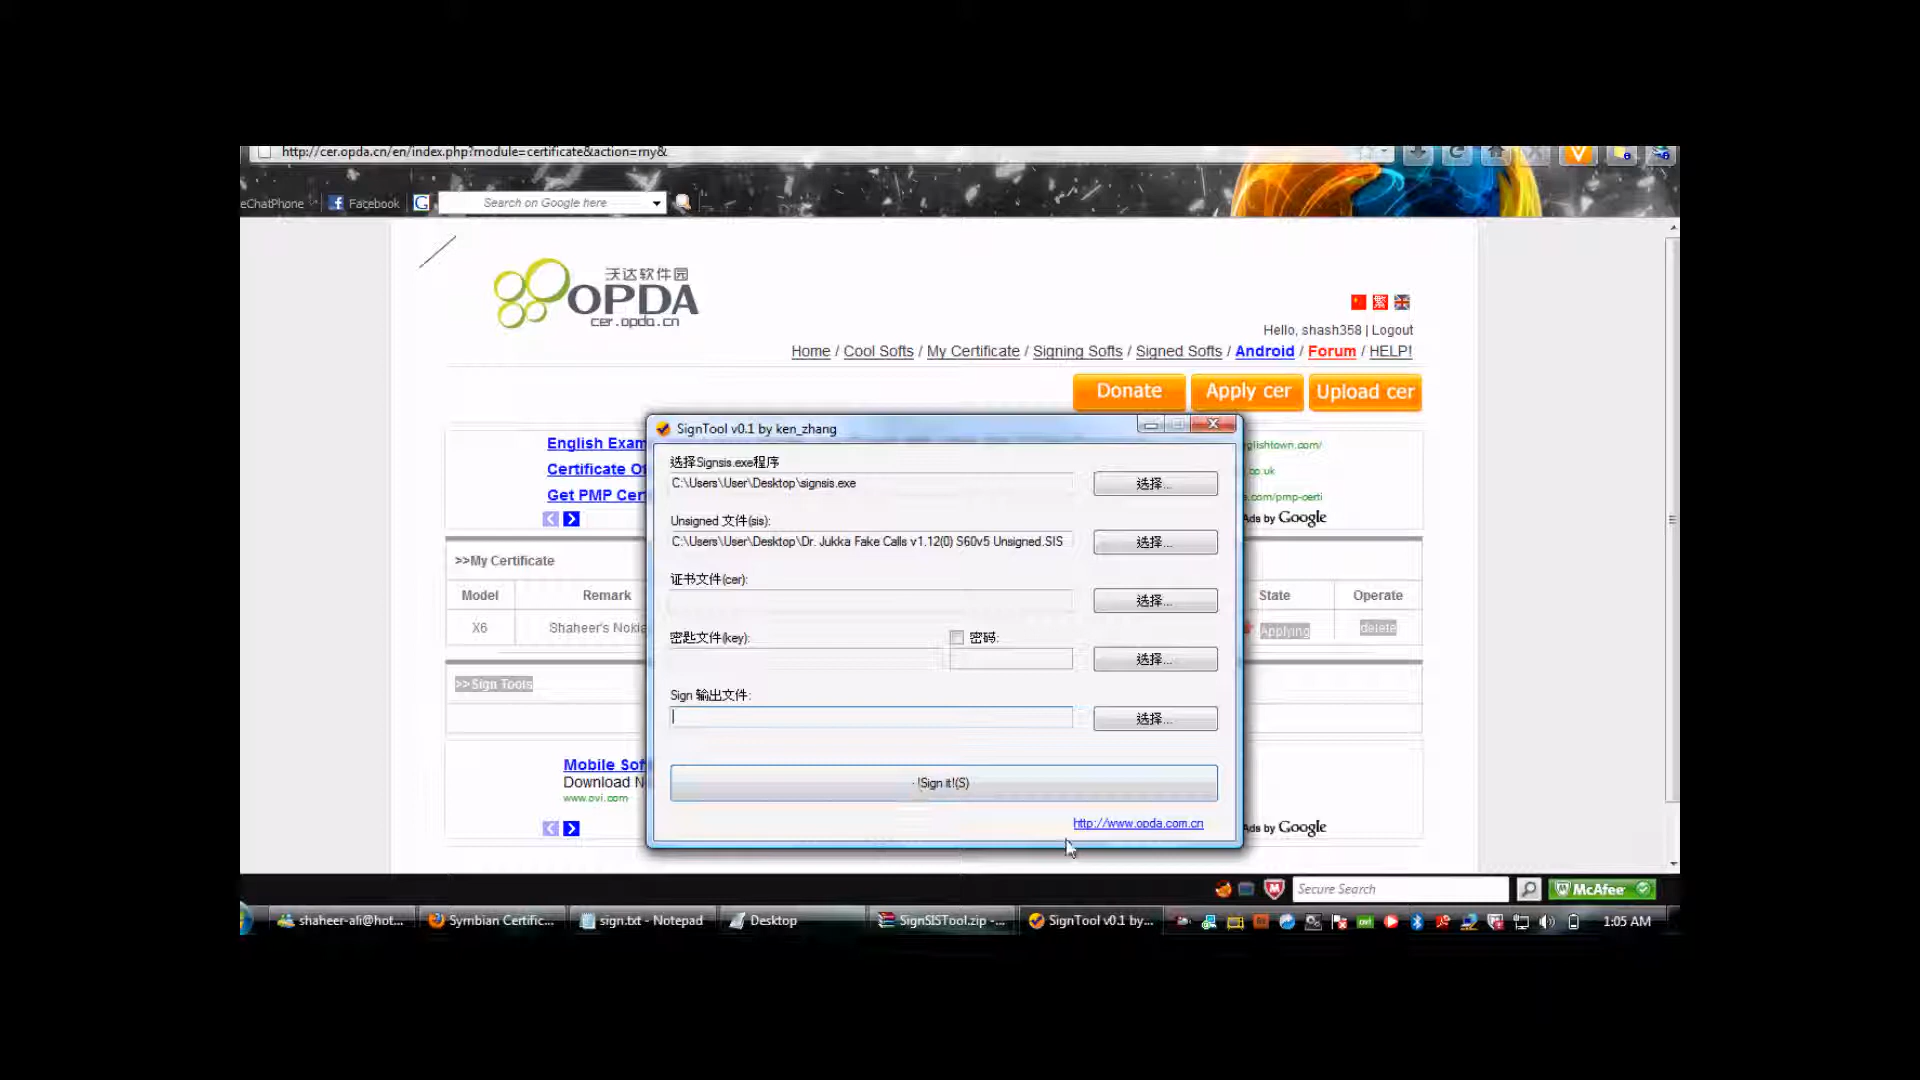 http://cer.opda.cn/en/index.php?module=certificate&action=my&
eChatPhone
Facebook
Search on Google here
沃达软件园
OPDA
cer.opda.cn
繁
Hello, shash358 | Logout
Home / Cool Softs / My Certificate / Signing Softs / Signed Softs / Android / Forum / HELP!
Donate
Apply cer
Upload cer
SignTool v0.1 by ken_zhang
English Exam
glishtown.com/
Certificate O
co.uk
Get PMP Cer
e.com/pmp-certi
Ads by Google
选择Signsis.exe程序
C:\Users\User\Desktop\signsis.exe
选择...
Unsigned 文件(sis):
C:\Users\User\Desktop\Dr. Jukka Fake Calls v1.12(0) S60v5 Unsigned.SIS
选择...
证书文件(cer):
选择...
密匙文件(key):
密码:
选择...
Sign 输出文件:
选择...
!Sign it!(S)
http://www.opda.com.cn
>>My Certificate
Model
Remark
State
Operate
X6
Shaheer's Nokia
Applying
delete
>>Sign Tools
Mobile Sof
Download N
www.ovi.com
Ads by Google
Secure Search
McAfee
shaheer-ali@hot...
Symbian Certific...
sign.txt - Notepad
Desktop
SignSISTool.zip -...
SignTool v0.1 by...
1:05 AM